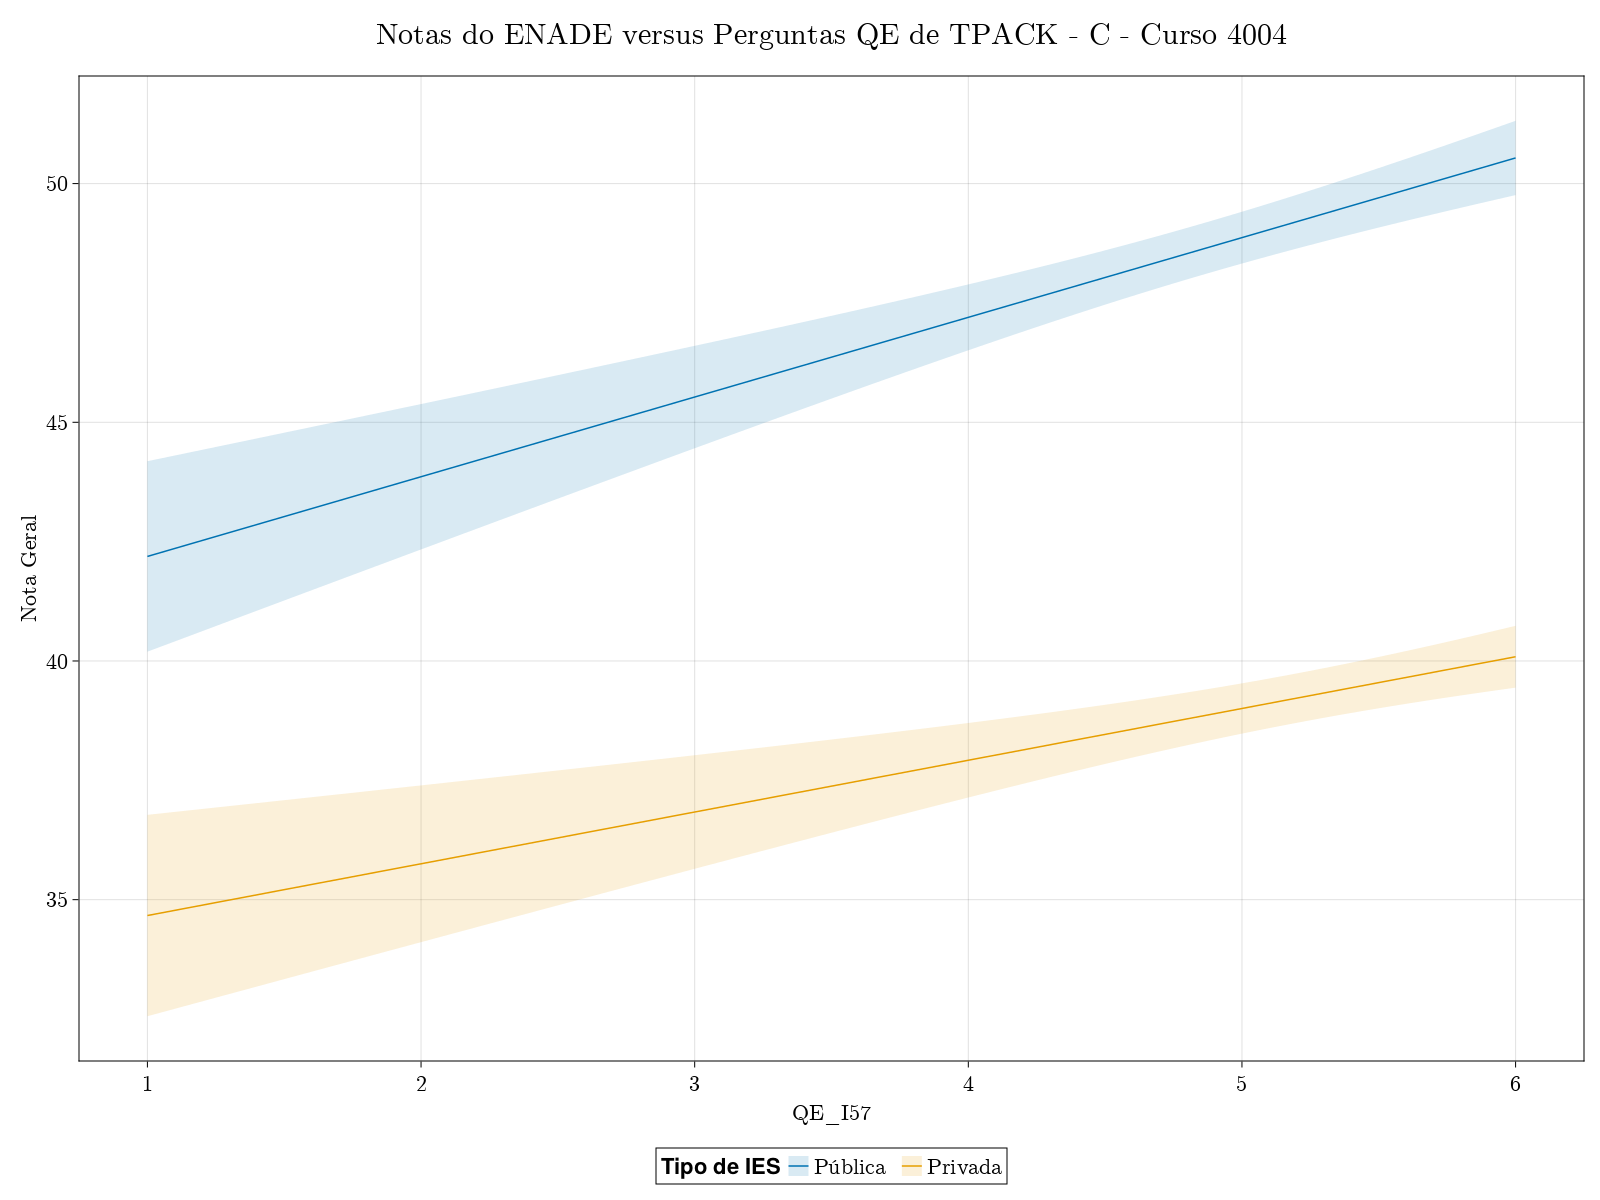 Notas do ENADE versus Perguntas QE de TPACK - C - Curso 4004
Nota Geral
50
45
40
35
1 2 3 4 5 6
QE_I57
Tipo de IES Pública Privada